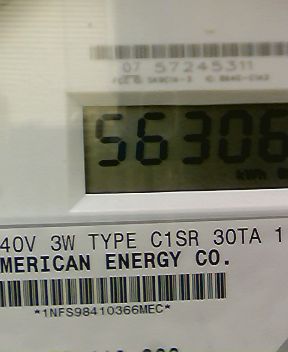 07 57245311
56306
kWh
40V 3W TYPE C1SR 30TA 1
MERICAN ENERGY CO.
*1NFS98410366MEC*